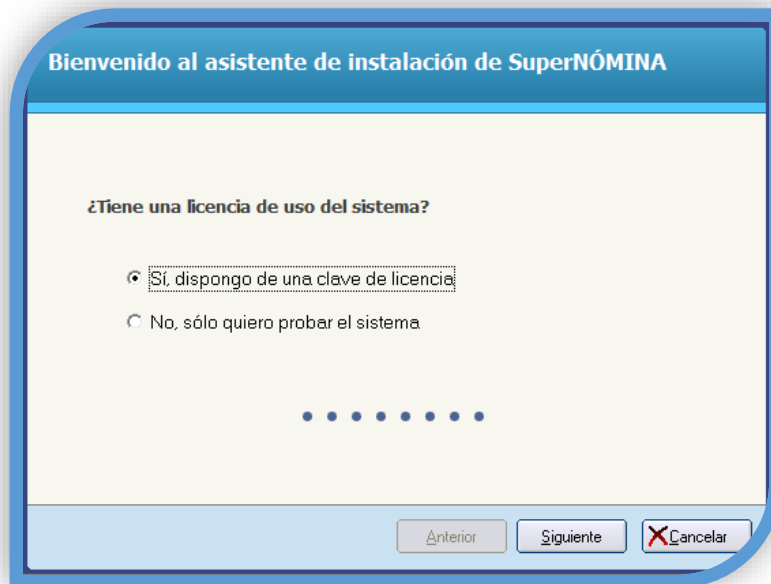 Bienvenido al asistente de instalación de SuperNÓMINA
¿Tiene una licencia de uso del sistema?
Sí, dispongo de una clave de licencia
No, sólo quiero probar el sistema
Anterior
Siguiente
Cancelar